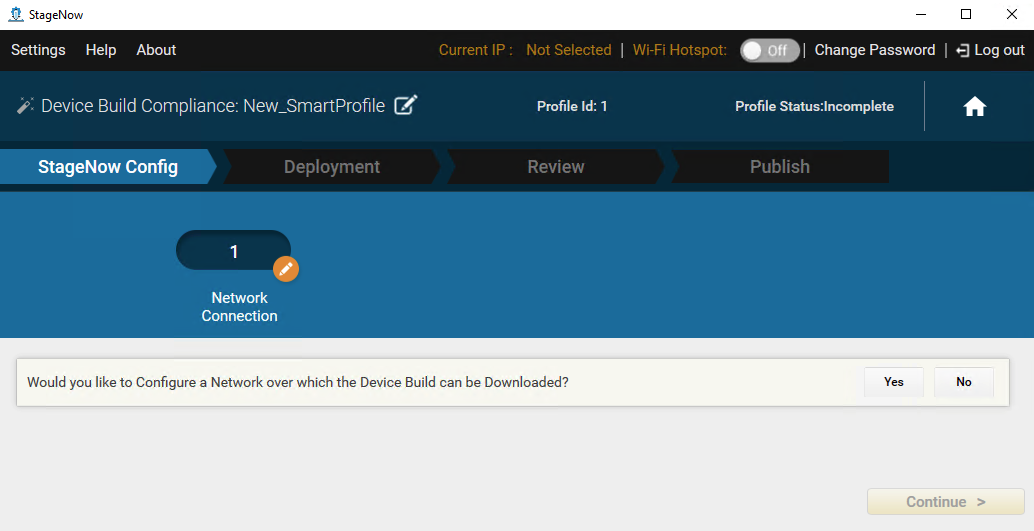 StageNow
Settings Help About Current IP : Not Selected | Wi-Fi Hotspot: Off | Change Password | Log out
Device Build Compliance: New_SmartProfile Profile Id: 1 Profile Status:Incomplete
StageNow Config Deployment Review Publish
1
Network
Connection
Would you like to Configure a Network over which the Device Build can be Downloaded? Yes No
Continue >